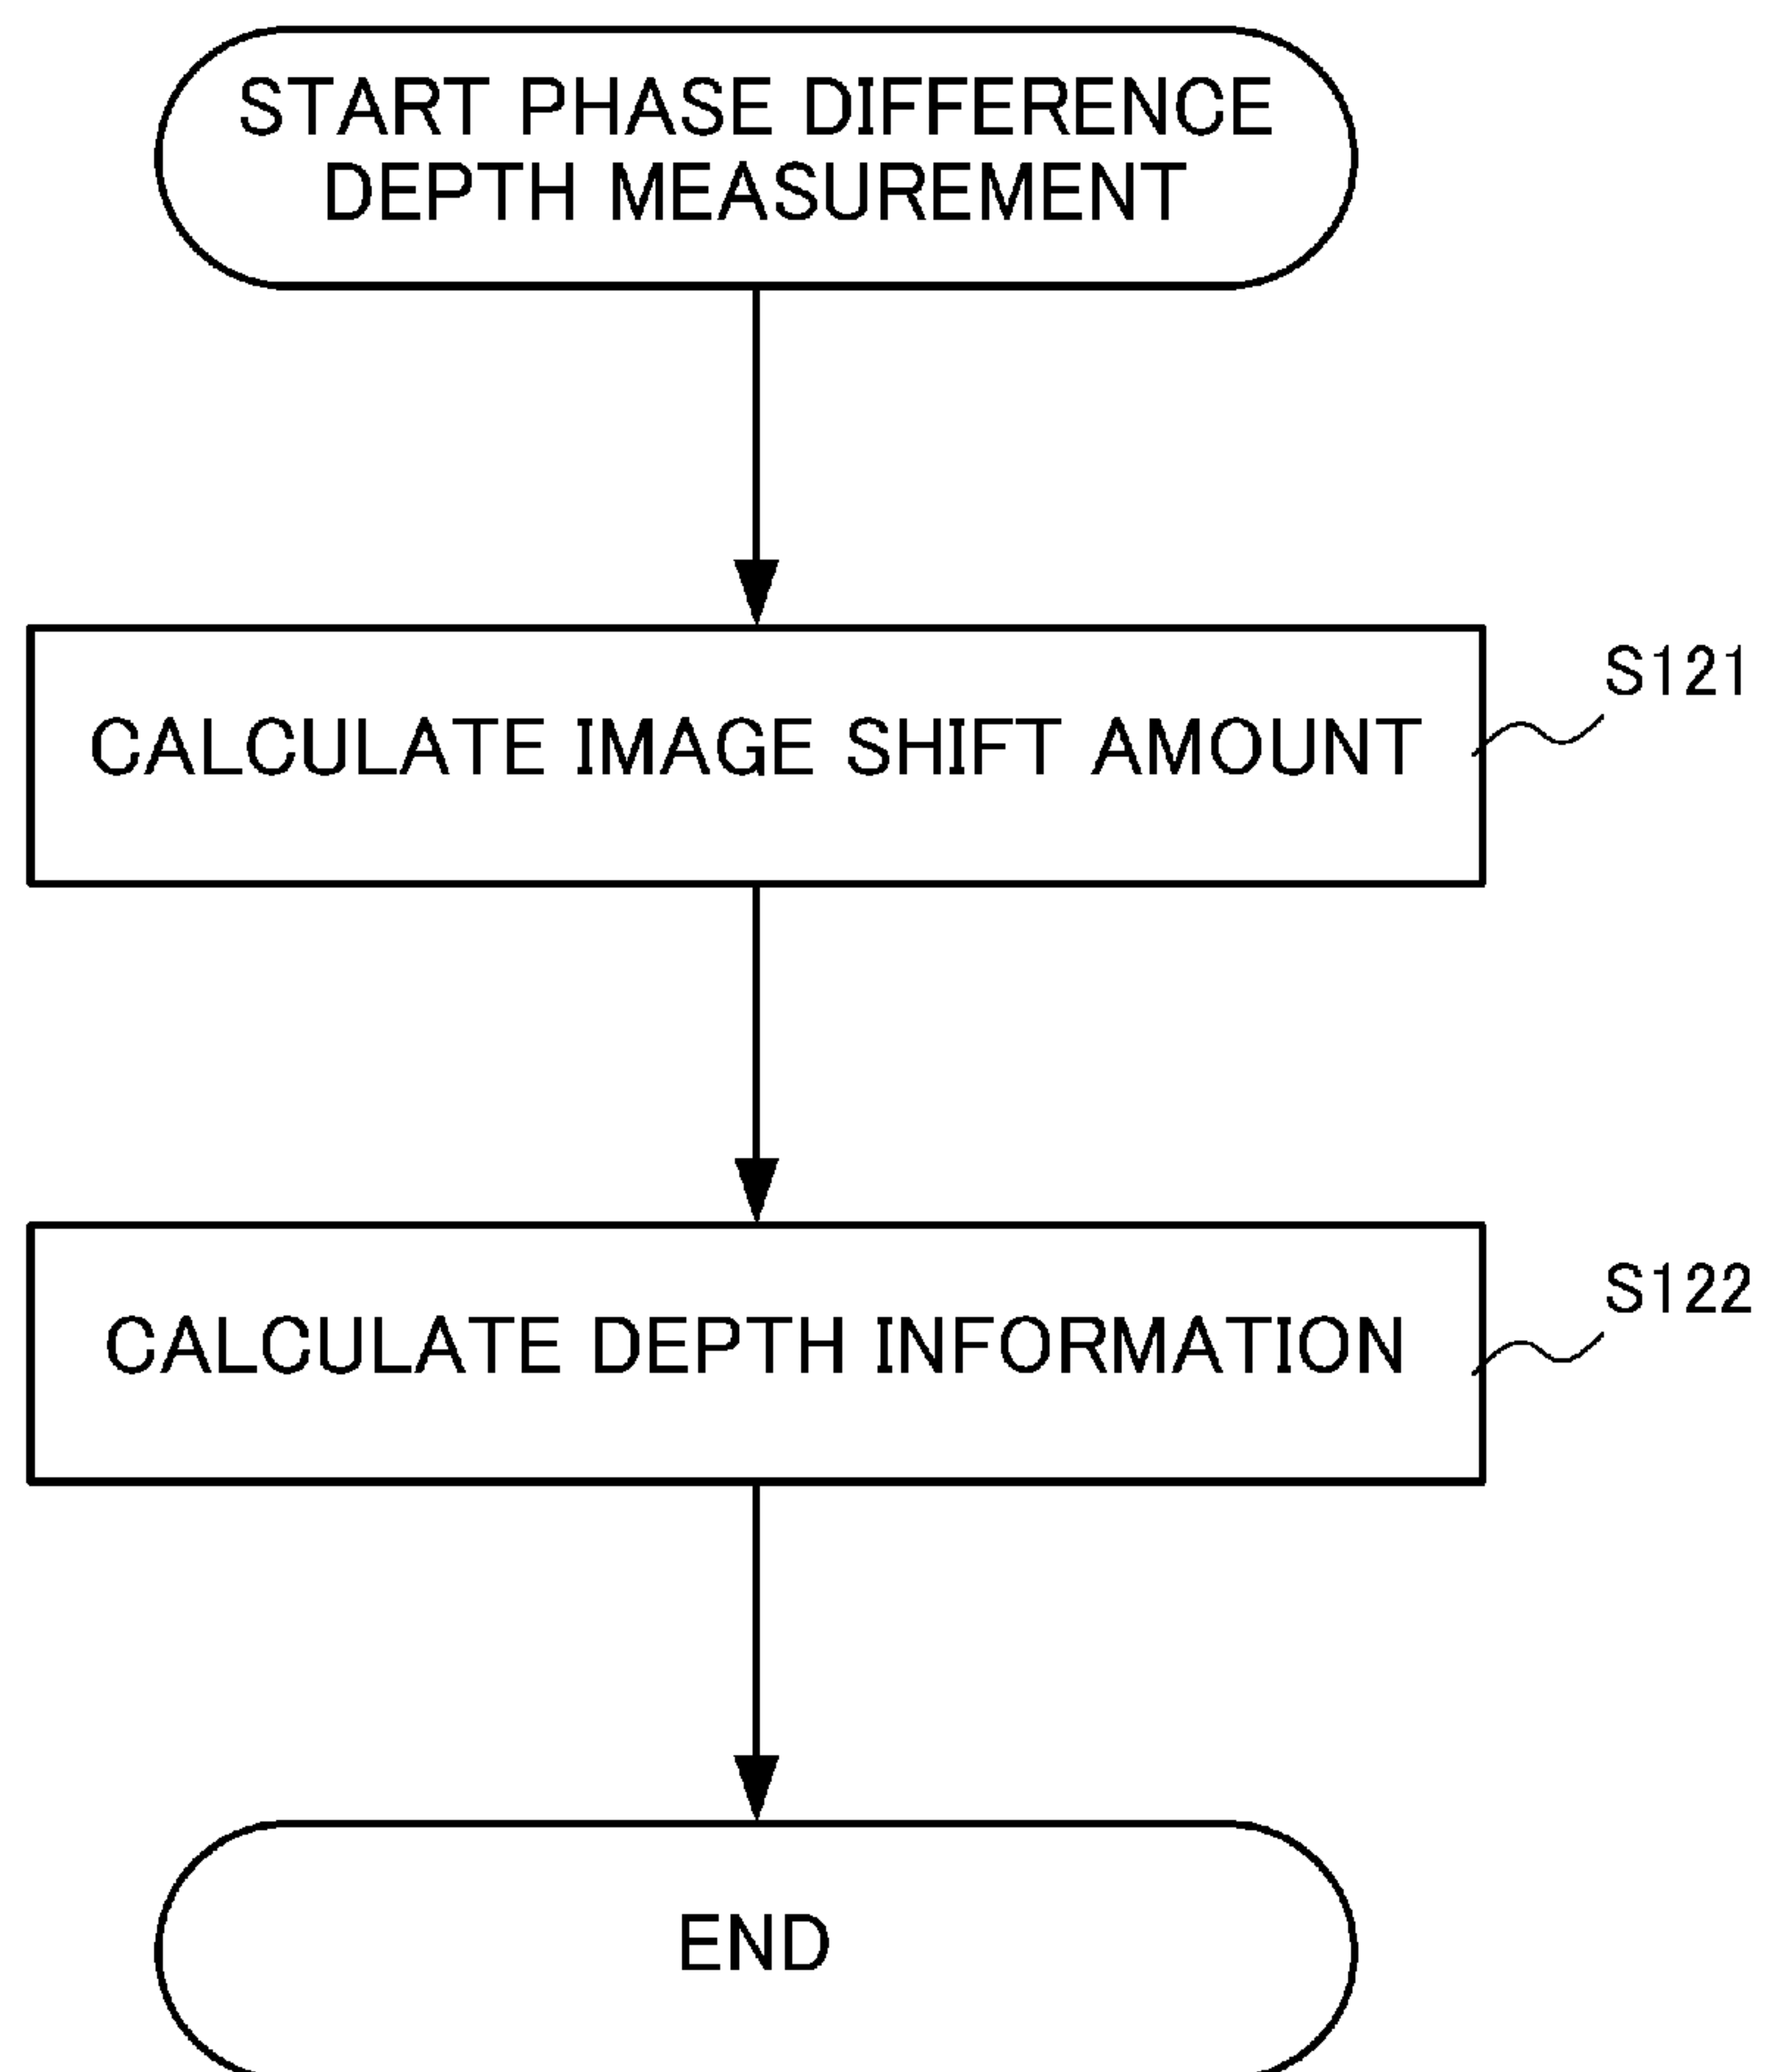 START PHASE DIFFERENCE
DEPTH MEASUREMENT
CALCULATE IMAGE SHIFT AMOUNT
S121
CALCULATE DEPTH INFORMATION
S122
END